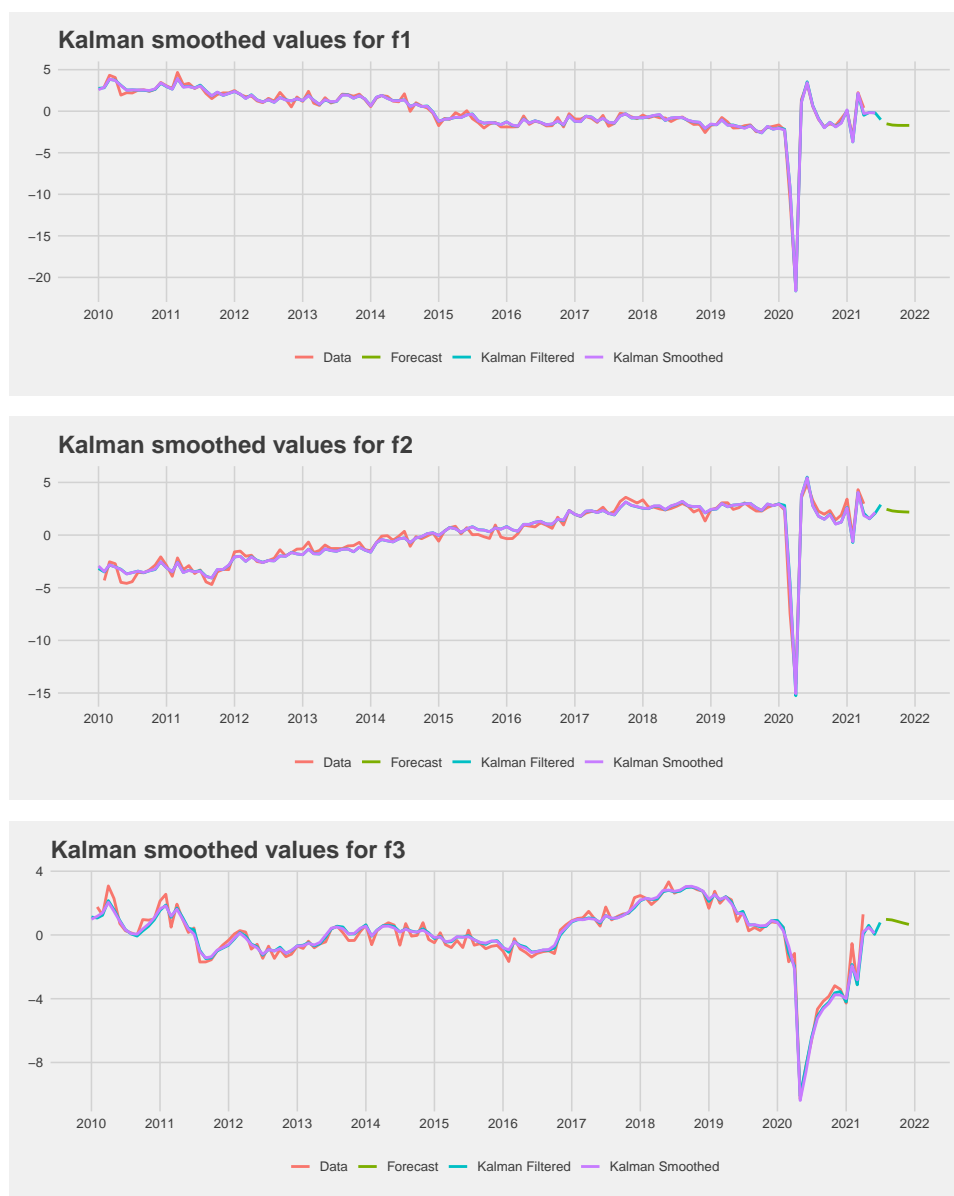 Kalman smoothed values for f1
5
0
−5
−10
−15
−20
2010 2011 2012 2013 2014 2015 2016 2017 2018 2019 2020 2021 2022
Data Forecast Kalman Filtered Kalman Smoothed
Kalman smoothed values for f2
5
0
−5
−10
−15
2010 2011 2012 2013 2014 2015 2016 2017 2018 2019 2020 2021 2022
Data Forecast Kalman Filtered Kalman Smoothed
Kalman smoothed values for f3
4
0
−4
−8
2010 2011 2012 2013 2014 2015 2016 2017 2018 2019 2020 2021 2022
Data Forecast Kalman Filtered Kalman Smoothed